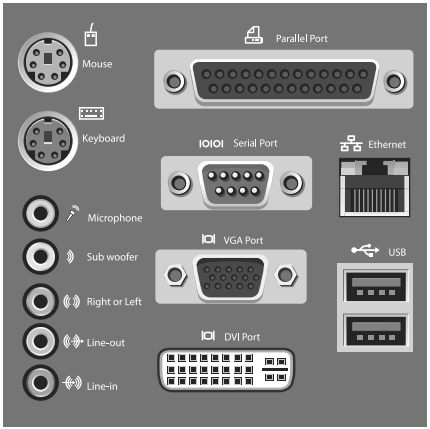 Mouse
Parallel Port
Keyboard
IOIOI Serial Port
Ethernet
Microphone
Sub woofer
VGA Port
USB
Right or Left
Line-out
DVI Port
Line-in